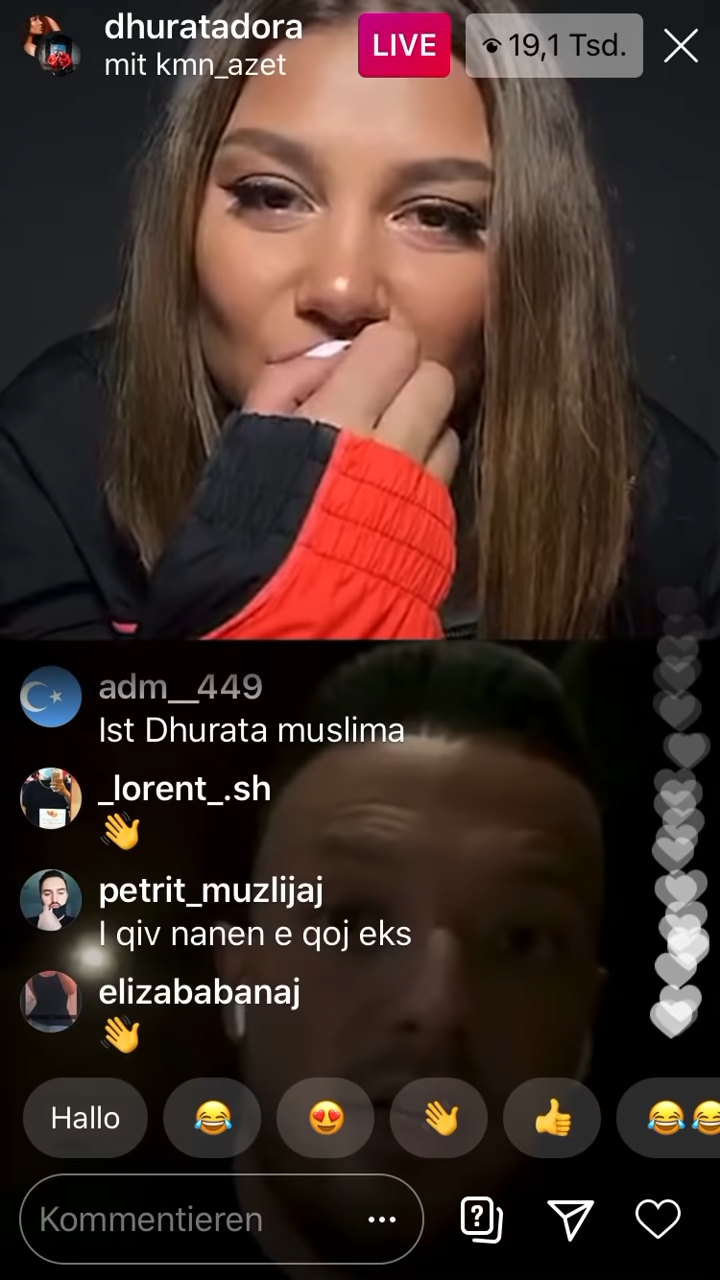 dhuratadora
mit kmn_azet
LIVE
19,1 Tsd.
adm__449
Ist Dhurata muslima
_lorent_.sh
👋
petrit_muzlijaj
I qiv nanen e qoj eks
elizababanaj
👋
Hallo 😂 😍 👋 👍 😂😂
Kommentieren